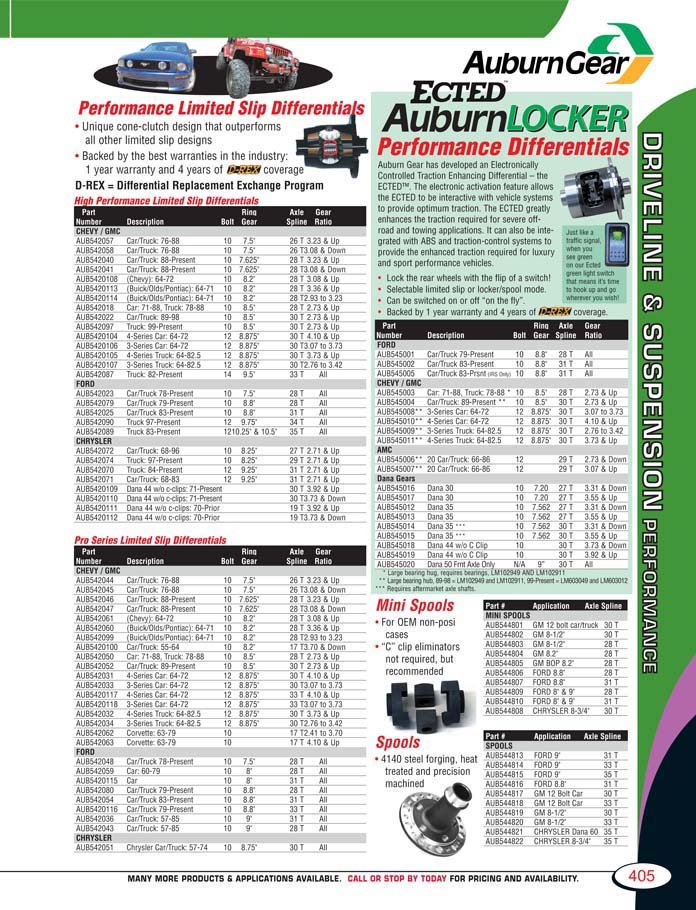 AuburnGear
Performance Limited Slip Differentials
• Unique cone-clutch design that outperforms
all other limited slip designs
• Backed by the best warranties in the industry:
1 year warranty and 4 years of D-REX coverage
D-REX = Differential Replacement Exchange Program
High Performance Limited Slip Differentials
Part Ring Axle Gear
Number Description Bolt Gear Spline Ratio
CHEVY / GMC
AUB542057 Car/Truck: 76-88 10 7.5" 26 T 3.23 & Up
AUB542058 Car/Truck: 76-88 10 7.5" 26 T3.08 & Down
AUB542040 Car/Truck: 88-Present 10 7.625" 28 T 3.23 & Up
AUB542041 Car/Truck: 88-Present 10 7.625" 28 T3.08 & Down
AUB5420108 (Chevy): 64-72 10 8.2" 28 T 3.08 & Up
AUB5420113 (Buick/Olds/Pontiac): 64-71 10 8.2" 28 T 3.36 & Up
AUB5420114 (Buick/Olds/Pontiac): 64-71 10 8.2" 28 T2.93 to 3.23
AUB542018 Car: 71-88, Truck: 78-88 10 8.5" 28 T 2.73 & Up
AUB542022 Car/Truck: 89-98 10 8.5" 30 T 2.73 & Up
AUB542097 Truck: 99-Present 10 8.5" 30 T 2.73 & Up
AUB5420104 4-Series Car: 64-72 12 8.875" 30 T 4.10 & Up
AUB5420106 3-Series Car: 64-72 12 8.875" 30 T3.07 to 3.73
AUB5420105 4-Series Truck: 64-82.5 12 8.875" 30 T 3.73 & Up
AUB5420107 3-Series Truck: 64-82.5 12 8.875" 30 T2.76 to 3.42
AUB542087 Truck: 82-Present 14 9.5" 33 T All
FORD
AUB542023 Car/Truck 78-Present 10 7.5" 28 T All
AUB542079 Car/Truck 79-Present 10 8.8" 28 T All
AUB542025 Car/Truck 83-Present 10 8.8" 31 T All
AUB542090 Truck 97-Present 12 9.75" 34 T All
AUB542089 Truck 83-Present 1210.25" & 10.5" 35 T All
CHRYSLER
AUB542072 Car/Truck: 68-96 10 8.25" 27 T 2.71 & Up
AUB542074 Truck: 97-Present 10 8.25" 29 T 2.71 & Up
AUB542070 Truck: 84-Present 12 9.25" 31 T 2.71 & Up
AUB542071 Car/Truck: 68-83 12 9.25" 31 T 2.71 & Up
AUB5420109 Dana 44 w/o c-clips: 71-Present 30 T 3.92 & Up
AUB5420110 Dana 44 w/o c-clips: 71-Present 30 T3.73 & Down
AUB5420111 Dana 44 w/o c-clips: 70-Prior 19 T 3.92 & Up
AUB5420112 Dana 44 w/o c-clips: 70-Prior 19 T3.73 & Down
Pro Series Limited Slip Differentials
Part Ring Axle Gear
Number Description Bolt Gear Spline Ratio
CHEVY / GMC
AUB542044 Car/Truck: 76-88 10 7.5" 26 T 3.23 & Up
AUB542045 Car/Truck: 76-88 10 7.5" 26 T3.08 & Down
AUB542046 Car/Truck: 88-Present 10 7.625" 28 T 3.23 & Up
AUB542047 Car/Truck: 88-Present 10 7.625" 28 T3.08 & Down
AUB542061 (Chevy): 64-72 10 8.2" 28 T 3.08 & Up
AUB542060 (Buick/Olds/Pontiac): 64-71 10 8.2" 28 T 3.36 & Up
AUB542099 (Buick/Olds/Pontiac): 64-71 10 8.2" 28 T2.93 to 3.23
AUB5420100 Car/Truck: 55-64 10 8.2" 17 T3.70 & Down
AUB542050 Car: 71-88, Truck: 78-88 10 8.5" 28 T 2.73 & Up
AUB542052 Car/Truck: 89-Present 10 8.5" 30 T 2.73 & Up
AUB542031 4-Series Car: 64-72 12 8.875" 30 T 4.10 & Up
AUB542033 3-Series Car: 64-72 12 8.875" 30 T3.07 to 3.73
AUB5420117 4-Series Car: 64-72 12 8.875" 33 T 4.10 & Up
AUB5420118 3-Series Car: 64-72 12 8.875" 33 T3.07 to 3.73
AUB542032 4-Series Truck: 64-82.5 12 8.875" 30 T 3.73 & Up
AUB542034 3-Series Truck: 64-82.5 12 8.875" 30 T2.76 to 3.42
AUB542062 Corvette: 63-79 10 17 T2.41 to 3.70
AUB542063 Corvette: 63-79 10 17 T 4.10 & Up
FORD
AUB542048 Car/Truck 78-Present 10 7.5" 28 T All
AUB542059 Car: 60-79 10 8" 28 T All
AUB5420115 Car 10 8" 31 T All
AUB542080 Car/Truck 79-Present 10 8.8" 28 T All
AUB542054 Car/Truck 83-Present 10 8.8" 31 T All
AUB5420116 Car/Truck 79-Present 10 8.8" 33 T All
AUB542036 Car/Truck: 57-85 10 9" 31 T All
AUB542043 Car/Truck: 57-85 10 9" 28 T All
CHRYSLER
AUB542051 Chrysler Car/Truck: 57-74 10 8.75" 30 T All
ECTED™
AuburnLOCKER
Performance Differentials
Auburn Gear has developed an Electronically
Controlled Traction Enhancing Differential – the
ECTED™. The electronic activation feature allows
the ECTED to be interactive with vehicle systems
to provide optimum traction. The ECTED greatly
enhances the traction required for severe off-
road and towing applications. It can also be inte-
grated with ABS and traction-control systems to
provide the enhanced traction required for luxury
and sport performance vehicles.
Just like a
traffic signal,
when you
see green
on our Ected
green light switch
that means it's time
to hook up and go
wherever you wish!
• Lock the rear wheels with the flip of a switch!
• Selectable limited slip or locker/spool mode.
• Can be switched on or off "on the fly".
• Backed by 1 year warranty and 4 years of D-REX coverage.
Part Ring Axle Gear
Number Description Bolt Gear Spline Ratio
FORD
AUB545001 Car/Truck 79-Present 10 8.8" 28 T All
AUB545002 Car/Truck 83-Present 10 8.8" 31 T All
AUB545005 Car/Truck 83-Prsnt (IRS Only) 10 8.8" 31 T All
CHEVY / GMC
AUB545003 Car: 71-88, Truck: 78-88 * 10 8.5" 28 T 2.73 & Up
AUB545004 Car/Truck: 89-Present ** 10 8.5" 30 T 2.73 & Up
AUB545008** 3-Series Car: 64-72 12 8.875" 30 T 3.07 to 3.73
AUB545010** 4-Series Car: 64-72 12 8.875" 30 T 4.10 & Up
AUB545009** 3-Series Truck: 64-82.5 12 8.875" 30 T 2.76 to 3.42
AUB545011** 4-Series Truck: 64-82.5 12 8.875" 30 T 3.73 & Up
AMC
AUB545006** 20 Car/Truck: 66-86 12 29 T 2.73 & Down
AUB545007** 20 Car/Truck: 66-86 12 29 T 3.07 & Up
Dana Gears
AUB545016 Dana 30 10 7.20 27 T 3.31 & Down
AUB545017 Dana 30 10 7.20 27 T 3.55 & Up
AUB545012 Dana 35 10 7.562 27 T 3.31 & Down
AUB545013 Dana 35 10 7.562 27 T 3.55 & Up
AUB545014 Dana 35 *** 10 7.562 30 T 3.31 & Down
AUB545015 Dana 35 *** 10 7.562 30 T 3.55 & Up
AUB545018 Dana 44 w/o C Clip 10 30 T 3.73 & Down
AUB545019 Dana 44 w/o C Clip 10 30 T 3.92 & Up
AUB545020 Dana 50 Frnt Axle Only N/A 9" 30 T All
* Large bearing hug, requires bearings, LM102949 AND LM102911
** Large bearing hub, 89-98 = LM102949 and LM102911, 99-Present = LM603049 and LM603012
*** Requires aftermarket axle shafts.
Mini Spools
• For OEM non-posi
cases
• "C" clip eliminators
not required, but
recommended
Part # Application Axle Spline
MINI SPOOLS
AUB544801 GM 12 bolt car/truck 30 T
AUB544802 GM 8-1/2" 30 T
AUB544803 GM 8-1/2" 28 T
AUB544804 GM 8.2" 28 T
AUB544805 GM BOP 8.2" 28 T
AUB544806 FORD 8.8" 28 T
AUB544807 FORD 8.8" 31 T
AUB544809 FORD 8" & 9" 28 T
AUB544810 FORD 8" & 9" 31 T
AUB544808 CHRYSLER 8-3/4" 30 T
Spools
• 4140 steel forging, heat
treated and precision
machined
Part # Application Axle Spline
SPOOLS
AUB544813 FORD 9" 31 T
AUB544814 FORD 9" 33 T
AUB544815 FORD 9" 35 T
AUB544816 FORD 8.8" 31 T
AUB544817 GM 12 Bolt Car 30 T
AUB544818 GM 12 Bolt Car 33 T
AUB544819 GM 8-1/2" 30 T
AUB544820 GM 8-1/2" 33 T
AUB544821 CHRYSLER Dana 60 35 T
AUB544822 CHRYSLER 8-3/4" 35 T
DRIVELINE & SUSPENSION PERFORMANCE
MANY MORE PRODUCTS & APPLICATIONS AVAILABLE. CALL OR STOP BY TODAY FOR PRICING AND AVAILABILITY.
405